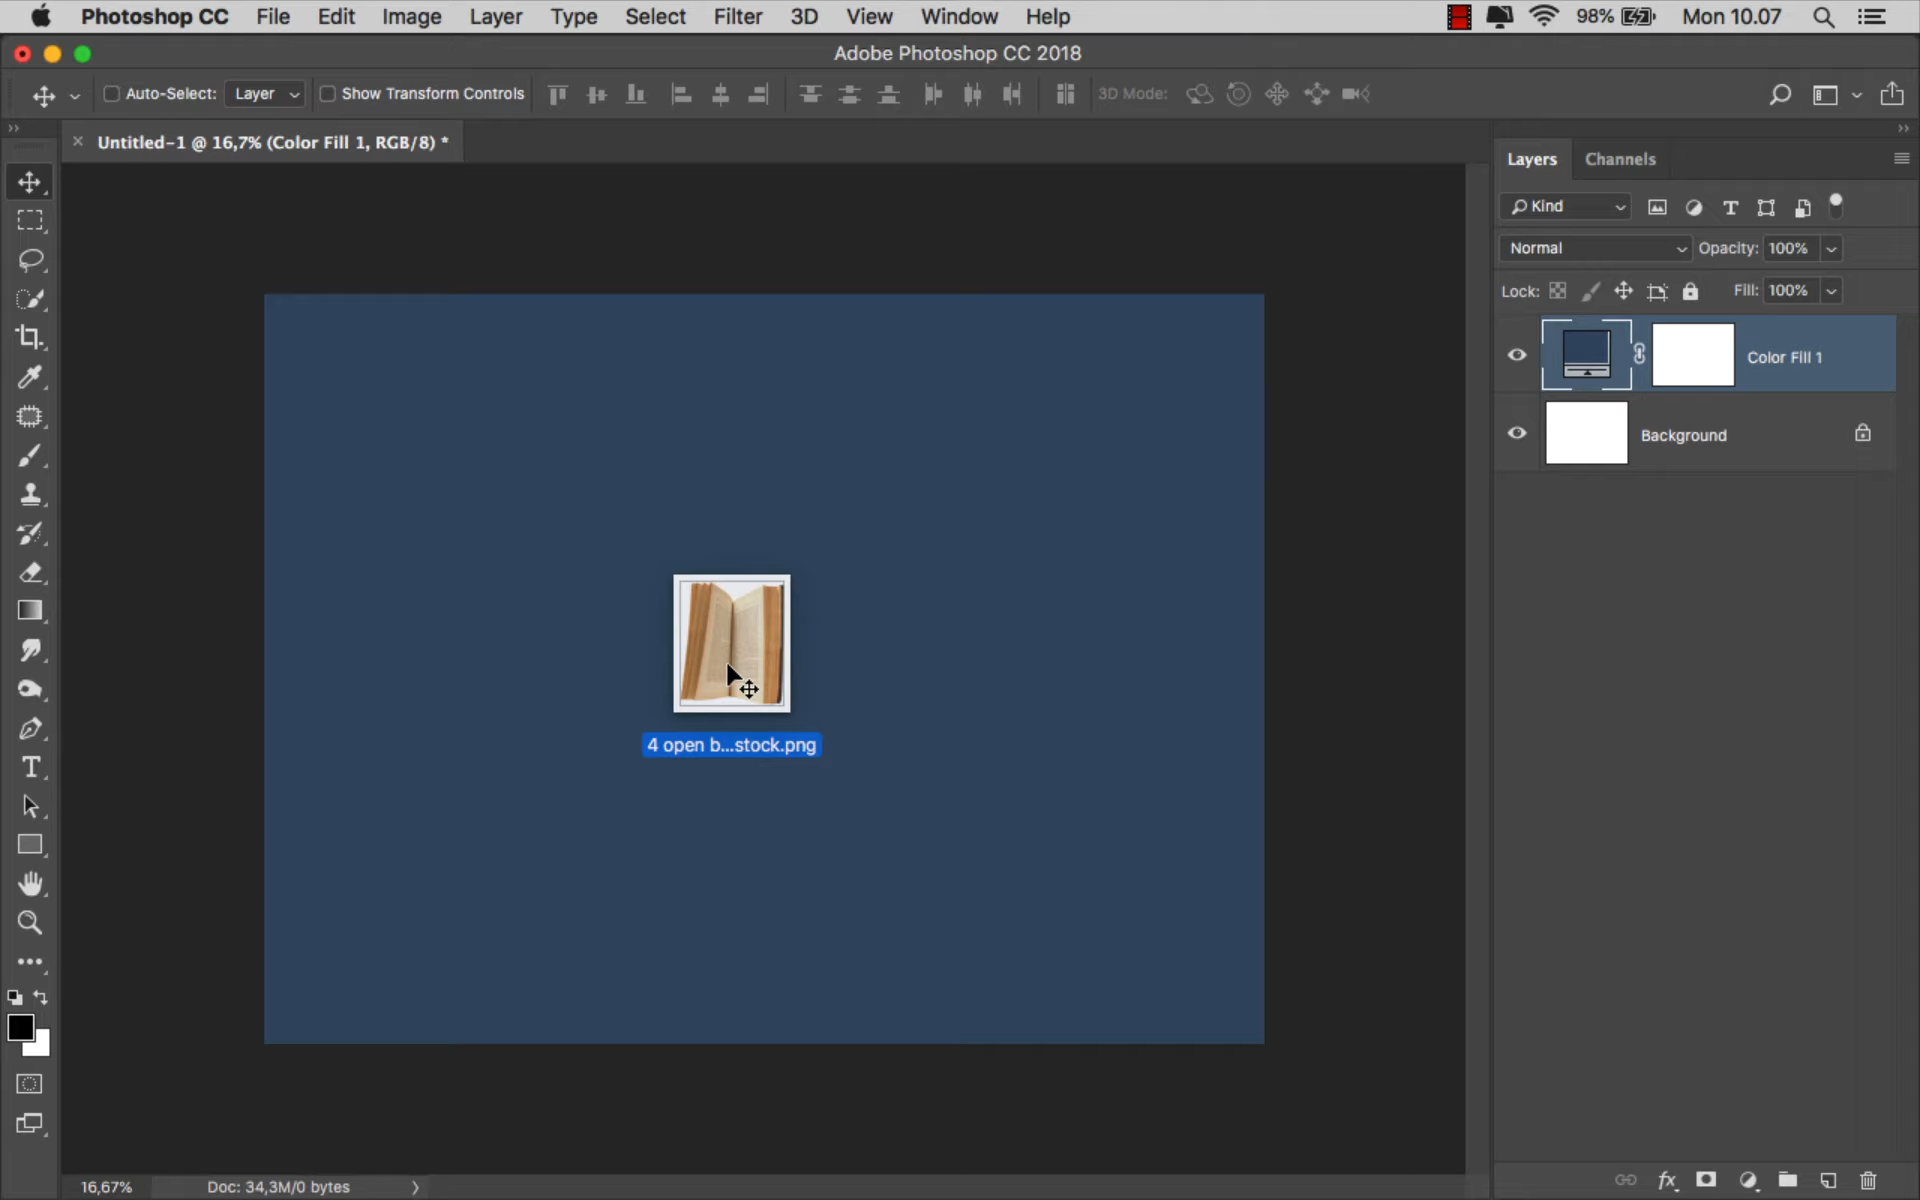 Photoshop CC File Edit Image Layer Type Select Filter 3D View Window Help 98% Mon 10.07
Adobe Photoshop CC 2018
Auto-Select: Layer Show Transform Controls 3D Mode:
Untitled-1 @ 16,7% (Color Fill 1, RGB/8) *
Layers Channels
Kind
Normal Opacity: 100%
Lock: Fill: 100%
Color Fill 1
Background
4 open b...stock.png
16,67% Doc: 34,3M/0 bytes